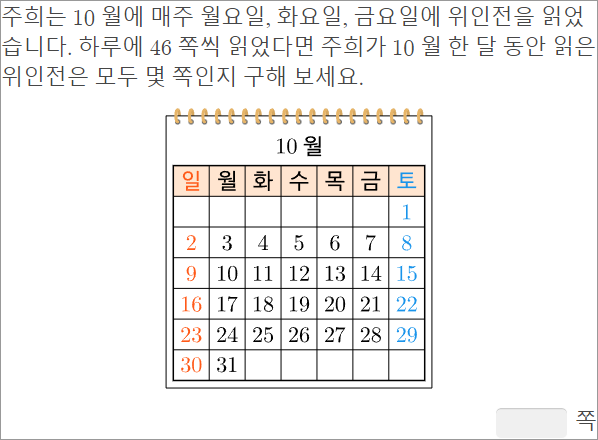 주희는 10 월에 매주 월요일, 화요일, 금요일에 위인전을 읽었
습니다. 하루에 46 쪽씩 읽었다면 주희가 10 월 한 달 동안 읽은
위인전은 모두 몇 쪽인지 구해 보세요.
10 월
일 월 화 수 목 금 토
1
2 3 4 5 6 7 8
9 10 11 12 13 14 15
16 17 18 19 20 21 22
23 24 25 26 27 28 29
30 31
쪽